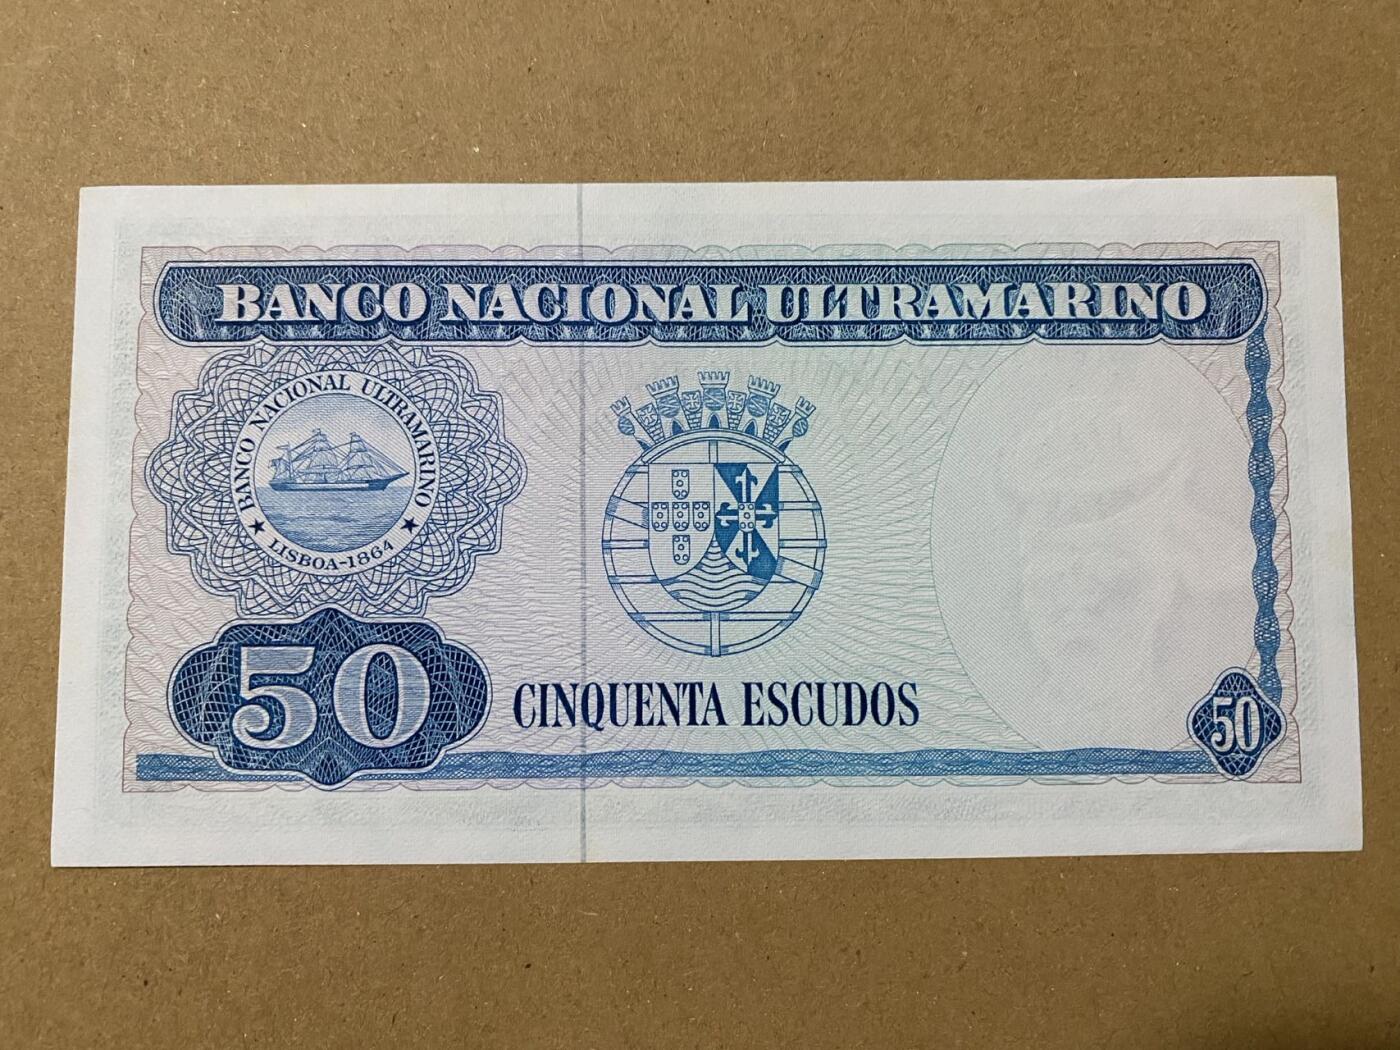 BANCO NACIONAL ULTRAMARINO
BANCO NACIONAL ULTRAMARINO
★ LISBOA-1864 ★
50
CINQUENTA ESCUDOS
50